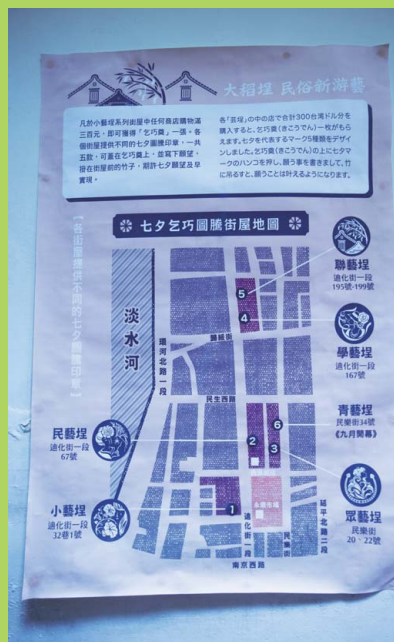 大稻埕 民俗新游藝
凡於小藝埕系列街屋中任何商店購物滿
三百元，即可獲得「乞巧奠」一張。各
個街屋提供不同的七夕圖騰印章，一共
五款，可蓋在乞巧奠上，並寫下願望，
掛在街屋前的竹子，期許七夕願望及早
實現。
各「芸埕」の中の店で合計300台湾ドル分を
購入すると、乞巧奠(きこうでん)一枚がもら
えます。七夕を代表するマーク5種類をデザイ
ンしました。乞巧奠(きこうでん)の上に七夕マ
ークのハンコを押し、願う事を書きまして、竹
に吊るすと、願うことは叶えるようになります。
七夕乞巧圖騰街屋地圖
【各街屋提供不同的七夕圖騰印章】
淡水河
環河北路一段
歸綏街
民生西路
迪化街一段
民樂街
延平北路二段
南京西路
永樂市場
5
4
6
2
3
1
聯藝埕
迪化街一段
195號-199號
學藝埕
迪化街一段
167號
青藝埕
民樂街34號
《九月開幕》
眾藝埕
民樂街
20、22號
民藝埕
迪化街一段
67號
小藝埕
迪化街一段
32巷1號